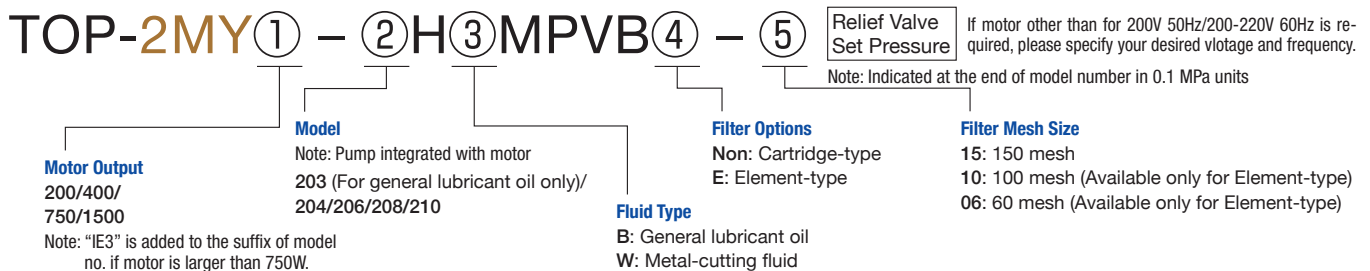 TOP-2MY① – ②H③MPVB④ – ⑤
Relief Valve
Set Pressure
If motor other than for 200V 50Hz/200-220V 60Hz is re-
quired, please specify your desired vlotage and frequency.
Note: Indicated at the end of model number in 0.1 MPa units
Motor Output
200/400/
750/1500
Note: “IE3” is added to the suffix of model
no. if motor is larger than 750W.
Model
Note: Pump integrated with motor
203 (For general lubricant oil only)/
204/206/208/210
Fluid Type
B: General lubricant oil
W: Metal-cutting fluid
Filter Options
Non: Cartridge-type
E: Element-type
Filter Mesh Size
15: 150 mesh
10: 100 mesh (Available only for Element-type)
06: 60 mesh (Available only for Element-type)